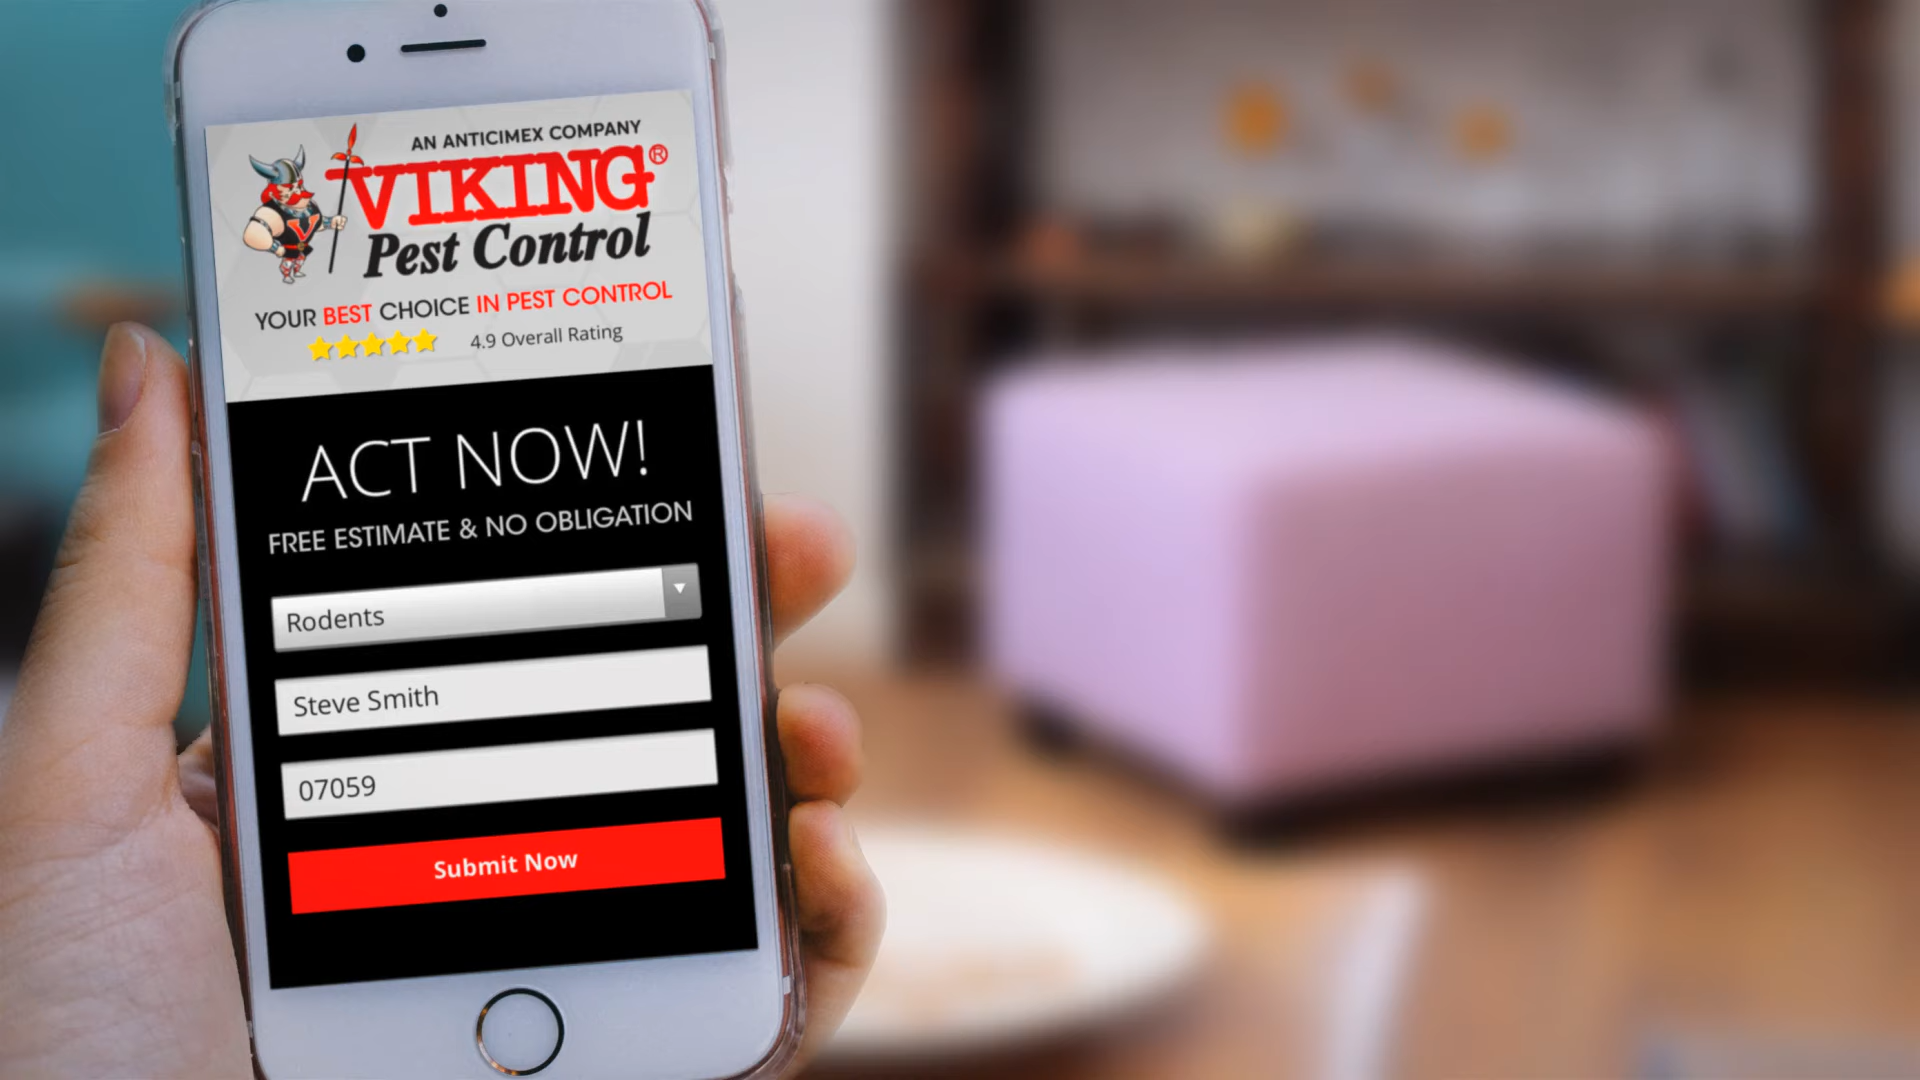 AN ANTICIMEX COMPANY
VIKING®
Pest Control
YOUR BEST CHOICE IN PEST CONTROL
4.9 Overall Rating
ACT NOW!
FREE ESTIMATE & NO OBLIGATION
Rodents
Steve Smith
07059
Submit Now